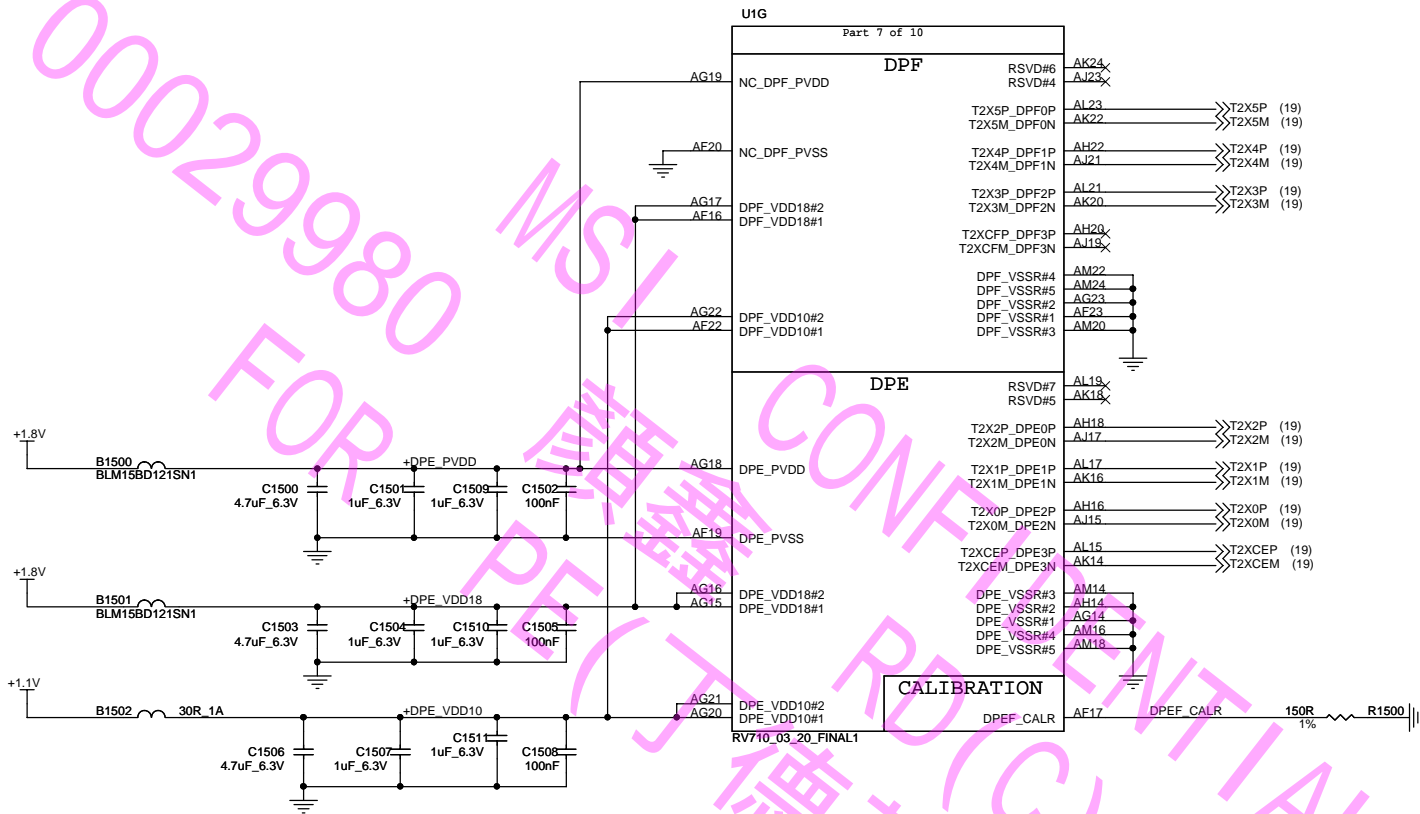 U1G
Part 7 of 10
DPF
AG19 NC_DPF_PVDD
AF20 NC_DPF_PVSS
AG17 DPF_VDD18#2
AF16 DPF_VDD18#1
AG22 DPF_VDD10#2
AF22 DPF_VDD10#1
RSVD#6 AK24
RSVD#4 AJ23
T2X5P_DPF0P AL23 T2X5P (19)
T2X5M_DPF0N AK22 T2X5M (19)
T2X4P_DPF1P AH22 T2X4P (19)
T2X4M_DPF1N AJ21 T2X4M (19)
T2X3P_DPF2P AL21 T2X3P (19)
T2X3M_DPF2N AK20 T2X3M (19)
T2XCFP_DPF3P AH20
T2XCFM_DPF3N AJ19
DPF_VSSR#4 AM22
DPF_VSSR#5 AM24
DPF_VSSR#2 AG23
DPF_VSSR#1 AF23
DPF_VSSR#3 AM20
DPE
RSVD#7 AL19
RSVD#5 AK18
T2X2P_DPE0P AH18 T2X2P (19)
T2X2M_DPE0N AJ17 T2X2M (19)
T2X1P_DPE1P AL17 T2X1P (19)
T2X1M_DPE1N AK16 T2X1M (19)
T2X0P_DPE2P AH16 T2X0P (19)
T2X0M_DPE2N AJ15 T2X0M (19)
T2XCEP_DPE3P AL15 T2XCEP (19)
T2XCEM_DPE3N AK14 T2XCEM (19)
DPE_VSSR#3 AM14
DPE_VSSR#2 AH14
DPE_VSSR#1 AG14
DPE_VSSR#4 AM16
DPE_VSSR#5 AM18
+1.8V
B1500
BLM15BD121SN1
+DPE_PVDD
AG18 DPE_PVDD
C1500 C1501 C1509 C1502
4.7uF_6.3V 1uF_6.3V 1uF_6.3V 100nF
AF19 DPE_PVSS
+1.8V
B1501
BLM15BD121SN1
+DPE_VDD18
AG16 DPE_VDD18#2
AG15 DPE_VDD18#1
C1503 C1504 C1510 C1505
4.7uF_6.3V 1uF_6.3V 1uF_6.3V 100nF
+1.1V
B1502 30R_1A
+DPE_VDD10
AG21 DPE_VDD10#2
AG20 DPE_VDD10#1
C1506 C1507 C1511 C1508
4.7uF_6.3V 1uF_6.3V 1uF_6.3V 100nF
CALIBRATION
DPEF_CALR AF17 DPEF_CALR 150R R1500
1%
RV710_03_20_FINAL1
00029980
MSI CONFIDENTIAL
FOR 顏鑫 RD(C)
PE(丁德